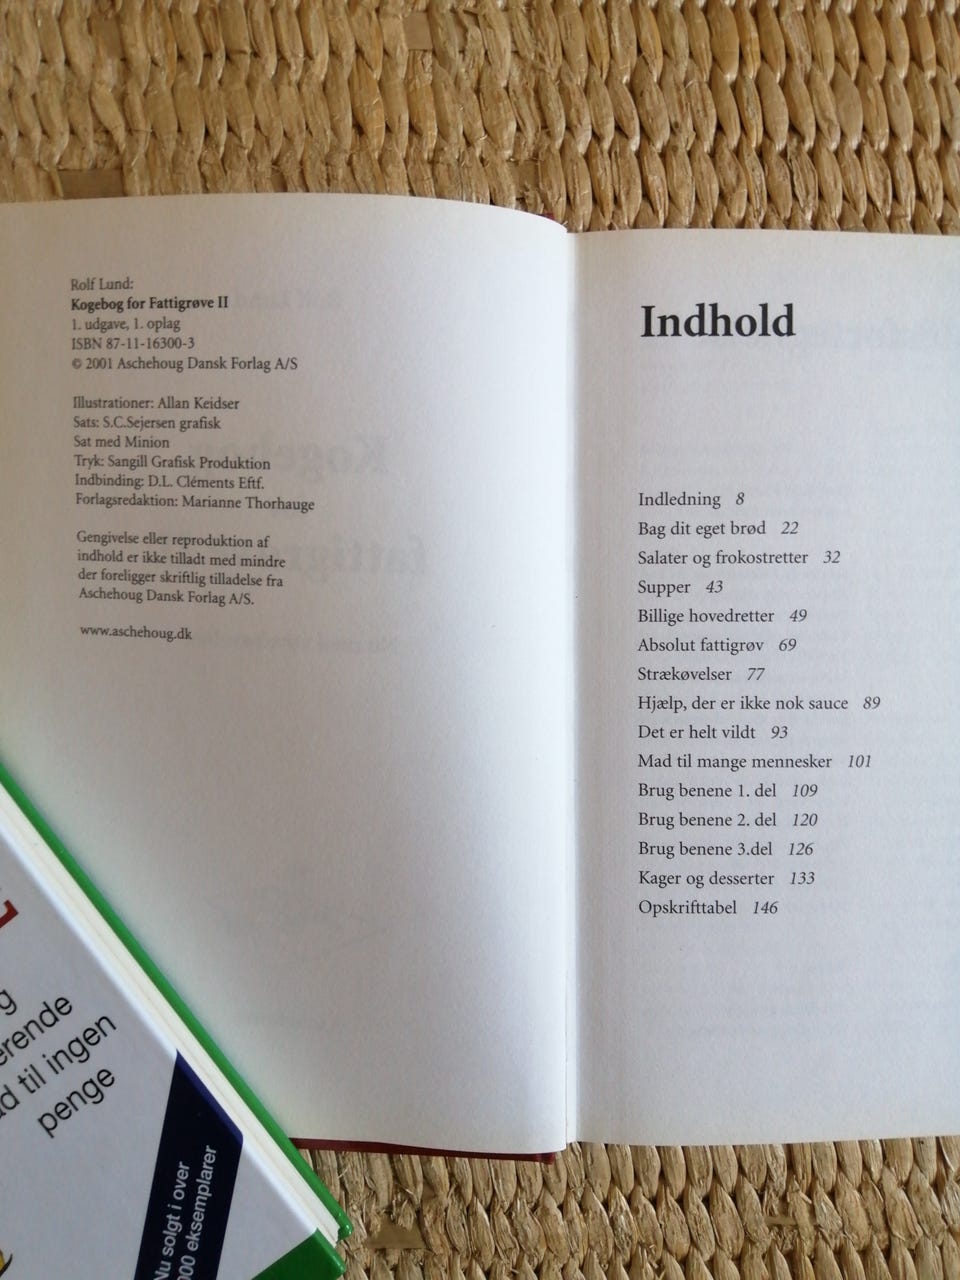 Rolf Lund:
Kogebog for Fattigrøve II
1. udgave, 1. oplag
ISBN 87-11-16300-3
© 2001 Aschehoug Dansk Forlag A/S
Illustrationer: Allan Keidser
Sats: S.C.Sejersen grafisk
Sat med Minion
Tryk: Sangill Grafisk Produktion
Indbinding: D.L. Cléments Eftf.
Forlagsredaktion: Marianne Thorhauge
Gengivelse eller reproduktion af
indhold er ikke tilladt med mindre
der foreligger skriftlig tilladelse fra
Aschehoug Dansk Forlag A/S.
www.aschehoug.dk
Indhold
Indledning 8
Bag dit eget brød 22
Salater og frokostretter 32
Supper 43
Billige hovedretter 49
Absolut fattigrøv 69
Strækøvelser 77
Hjælp, der er ikke nok sauce 89
Det er helt vildt 93
Mad til mange mennesker 101
Brug benene 1. del 109
Brug benene 2. del 120
Brug benene 3.del 126
Kager og desserter 133
Opskrifttabel 146
til ingen
penge
Nu solgt i over
eksemplarer